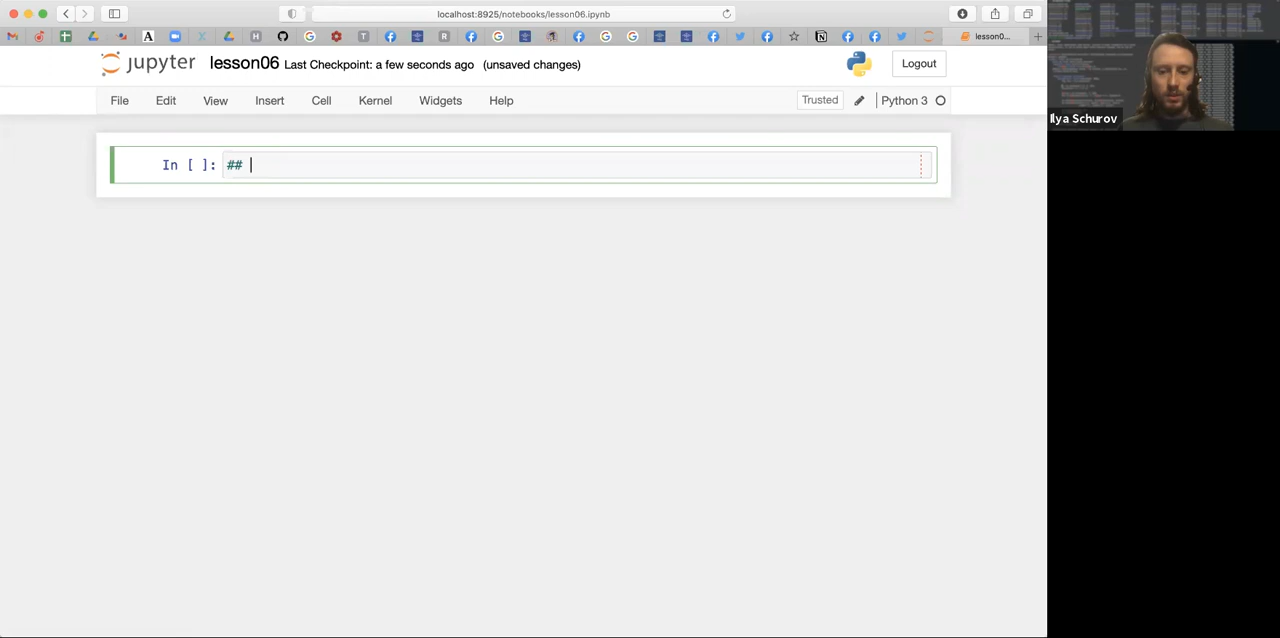 localhost:8925/notebooks/lesson06.ipynb
lesson0...
jupyter lesson06 Last Checkpoint: a few seconds ago (unsaved changes)
Logout
File Edit View Insert Cell Kernel Widgets Help
Trusted
Python 3
In [ ]: ##
Ilya Schurov